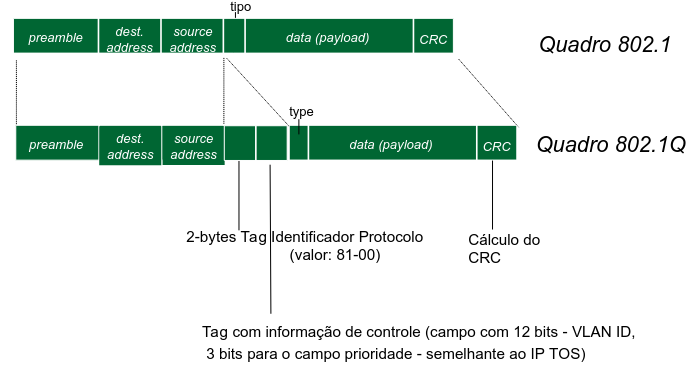 tipo
preamble
dest.
address
source
address
data (payload)
CRC
Quadro 802.1
type
preamble
dest.
address
source
address
data (payload)
CRC
Quadro 802.1Q
2-bytes Tag Identificador Protocolo
(valor: 81-00)
Cálculo do
CRC
Tag com informação de controle (campo com 12 bits - VLAN ID,
3 bits para o campo prioridade - semelhante ao IP TOS)